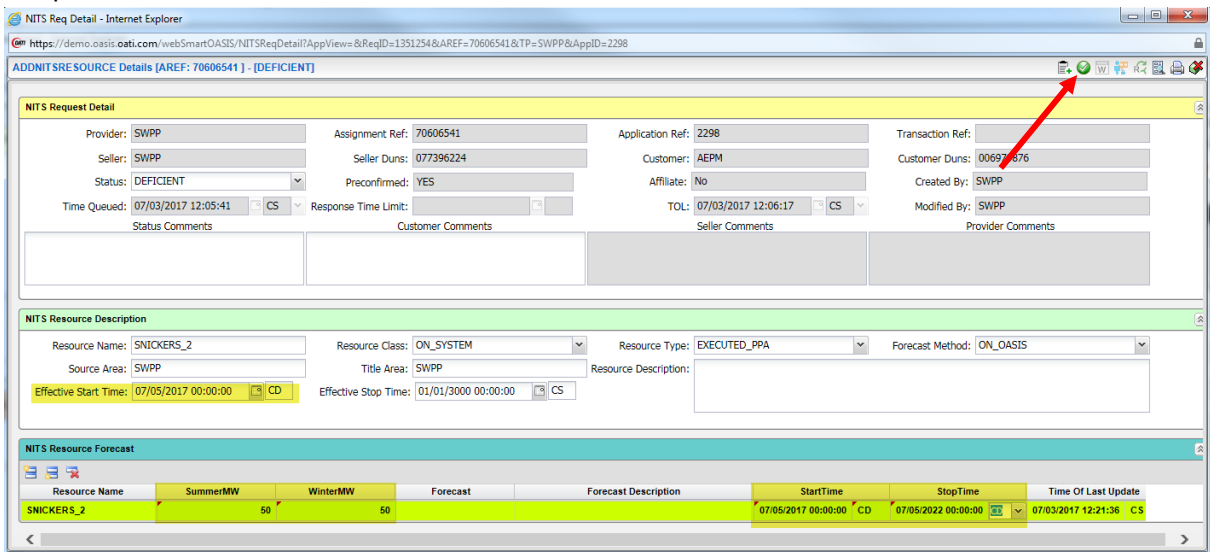 NITS Req Detail - Internet Explorer
https://demo.oasis.oati.com/webSmartOASIS/NITSReqDetail?AppView=&ReqID=1351254&AREF=70606541&TP=SWPP&AppID=2298
ADDNITSRESOURCE Details [AREF: 70606541 ] - [DEFICIENT]
NITS Request Detail
Provider: SWPP Assignment Ref: 70606541 Application Ref: 2298 Transaction Ref:
Seller: SWPP Seller Duns: 077396224 Customer: AEPM Customer Duns:
Status: DEFICIENT Preconfirmed: YES Affiliate: No Created By: SWPP
Time Queued: 07/03/2017 12:05:41 CS Response Time Limit: TOL: 07/03/2017 12:06:17 CS Modified By: SWPP
Status Comments Customer Comments Seller Comments Provider Comments
NITS Resource Description
Resource Name: SNICKERS_2 Resource Class: ON_SYSTEM Resource Type: EXECUTED_PPA Forecast Method: ON_OASIS
Source Area: SWPP Title Area: SWPP Resource Description:
Effective Start Time: 07/05/2017 00:00:00 CD Effective Stop Time: 01/01/3000 00:00:00 CS
NITS Resource Forecast
Resource Name SummerMW WinterMW Forecast Forecast Description StartTime StopTime Time Of Last Update
SNICKERS_2 50 50 07/05/2017 00:00:00 CD 07/05/2022 00:00:00 CD 07/03/2017 12:21:36 CS